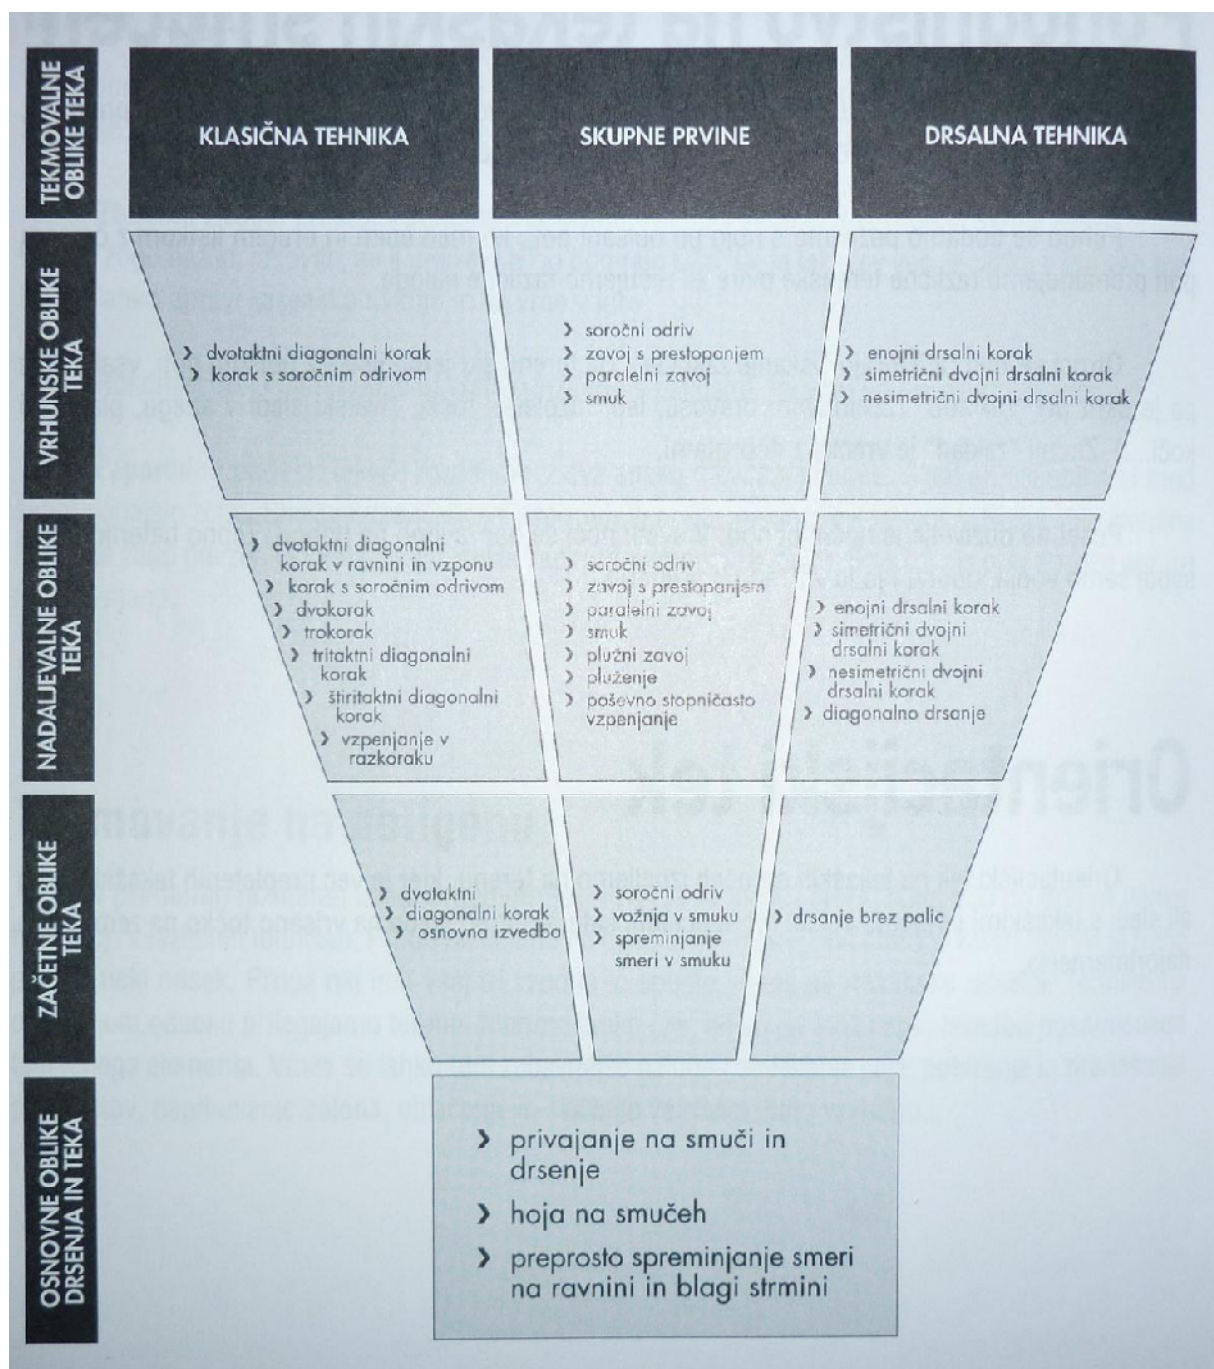 TEKMOVALNE
OBLIKE TEKA
KLASIČNA TEHNIKA
SKUPNE PRVINE
DRSALNA TEHNIKA
VRHUNSKE OBLIKE
TEKA
❯ dvotaktni diagonalni korak
❯ korak s soročnim odrivom
❯ soročni odriv
❯ zavoj s prestopanjem
❯ paralelni zavoj
❯ smuk
❯ enojni drsalni korak
❯ simetrični dvojni drsalni korak
❯ nesimetrični dvojni drsalni korak
NADALJEVALNE OBLIKE
TEKA
❯ dvotaktni diagonalni
korak v ravnini in vzponu
❯ korak s soročnim odrivom
❯ dvokorak
❯ trokorak
❯ tritaktni diagonalni
korak
❯ štiritaktni diagonalni
korak
❯ vzpenjanje v
razkoraku
❯ soročni odriv
❯ zavoj s prestopanjem
❯ paralelni zavoj
❯ smuk
❯ plužni zavoj
❯ pluženje
❯ poševno stopničasto
vzpenjanje
❯ enojni drsalni korak
❯ simetrični dvojni
drsalni korak
❯ nesimetrični dvojni
drsalni korak
❯ diagonalno drsanje
ZAČETNE OBLIKE
TEKA
❯ dvotaktni
❯ diagonalni korak
❯ osnovna izvedba
❯ soročni odriv
❯ vožnja v smuku
❯ spreminjanje
smeri v smuku
❯ drsanje brez palic
OSNOVNE OBLIKE
DRSENJA IN TEKA
❯ privajanje na smuči in
drsenje
❯ hoja na smučeh
❯ preprosto spreminjanje smeri
na ravnini in blagi strmini
Orientacijski tek